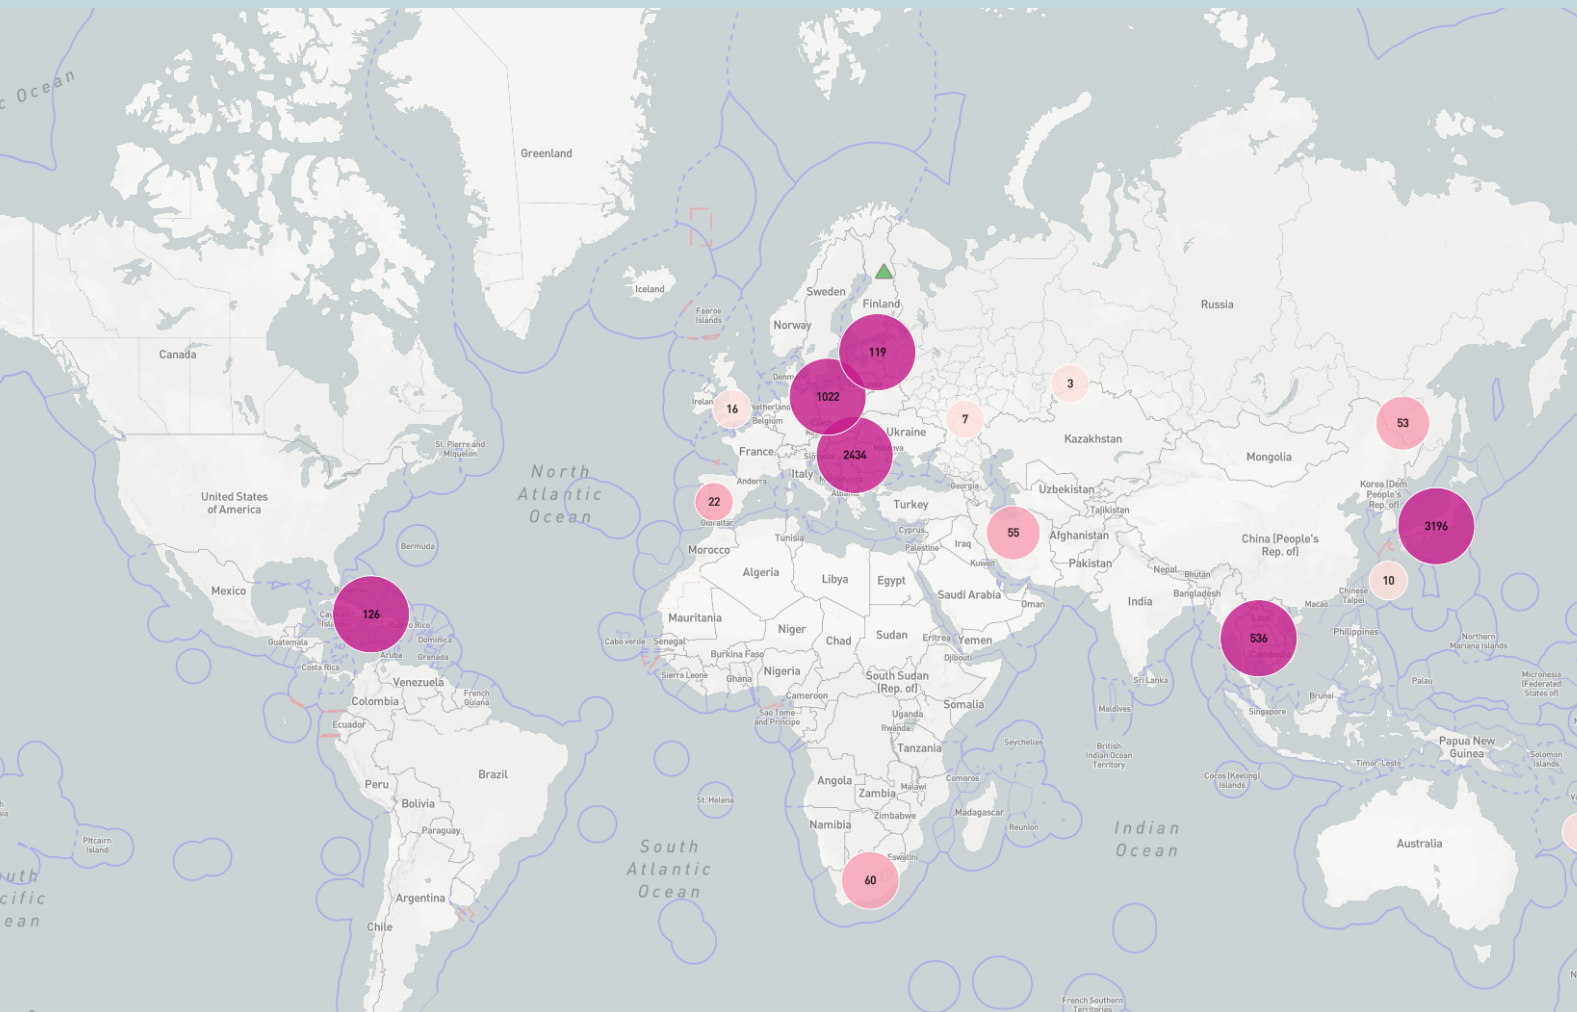 c Ocean
Greenland
Iceland
Sweden
Finland
Faeroe
Islands
Norway
Russia
Canada
119
Denm
1022
3
16
Irelan
Netherland
Belgium
7
53
Ukraine
Kazakhstan
St. Pierre and
Miquelon
France
2434
Mongolia
Italy
Andorra
North
Atlantic
Ocean
United States
of America
22
Gibraltar
Georgia
Turkey
Uzbekistan
Tajikistan
Korea (Dem
People's
Rep. of)
3196
Bermuda
Tunisia
Morocco
Cyprus
Palestine
Iraq
Kuwait
55
Afghanistan
Pakistan
China (People's
Rep. of)
Mexico
Algeria
Libya
Egypt
Saudi Arabia
Oman
Nepal
Bhutan
Bangladesh
India
10
Chinese
Taipei
Macao
126
Guatemala
Dominica
Grenada
Aruba
Costa Rica
Cabo verde
Mauritania
Senegal
Niger
Chad
Sudan
Eritrea
Yemen
Djibouti
536
Cambodia
Philippines
Northern
Mariana Islands
Burkina Faso
Sierra Leone
Ghana
Nigeria
Cameroon
South Sudan
(Rep. of)
Somalia
Sri Lanka
Maldives
Brunei
Singapore
Palau
Micronesia
(Federated
States of)
Venezuela
Colombia
French
Guiana
Ecuador
Sao Tome
and Principe
Uganda
Rwanda
Tanzania
Seychelles
British
Indian Ocean
Territory
Cocos (Keeling)
Islands
Timor-Leste
Papua New
Guinea
Solomon
Islands
Peru
Brazil
Bolivia
Paraguay
St. Helena
Angola
Zambia
Malawi
Comoros
Zimbabwe
Namibia
Madagascar
Reunion
Eswatini
Pitcairn
Island
South
Atlantic
Ocean
Indian
Ocean
Australia
60
uth
cific
ean
Argentina
Chile
French Southern
Territories